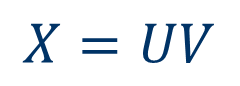 X = UV